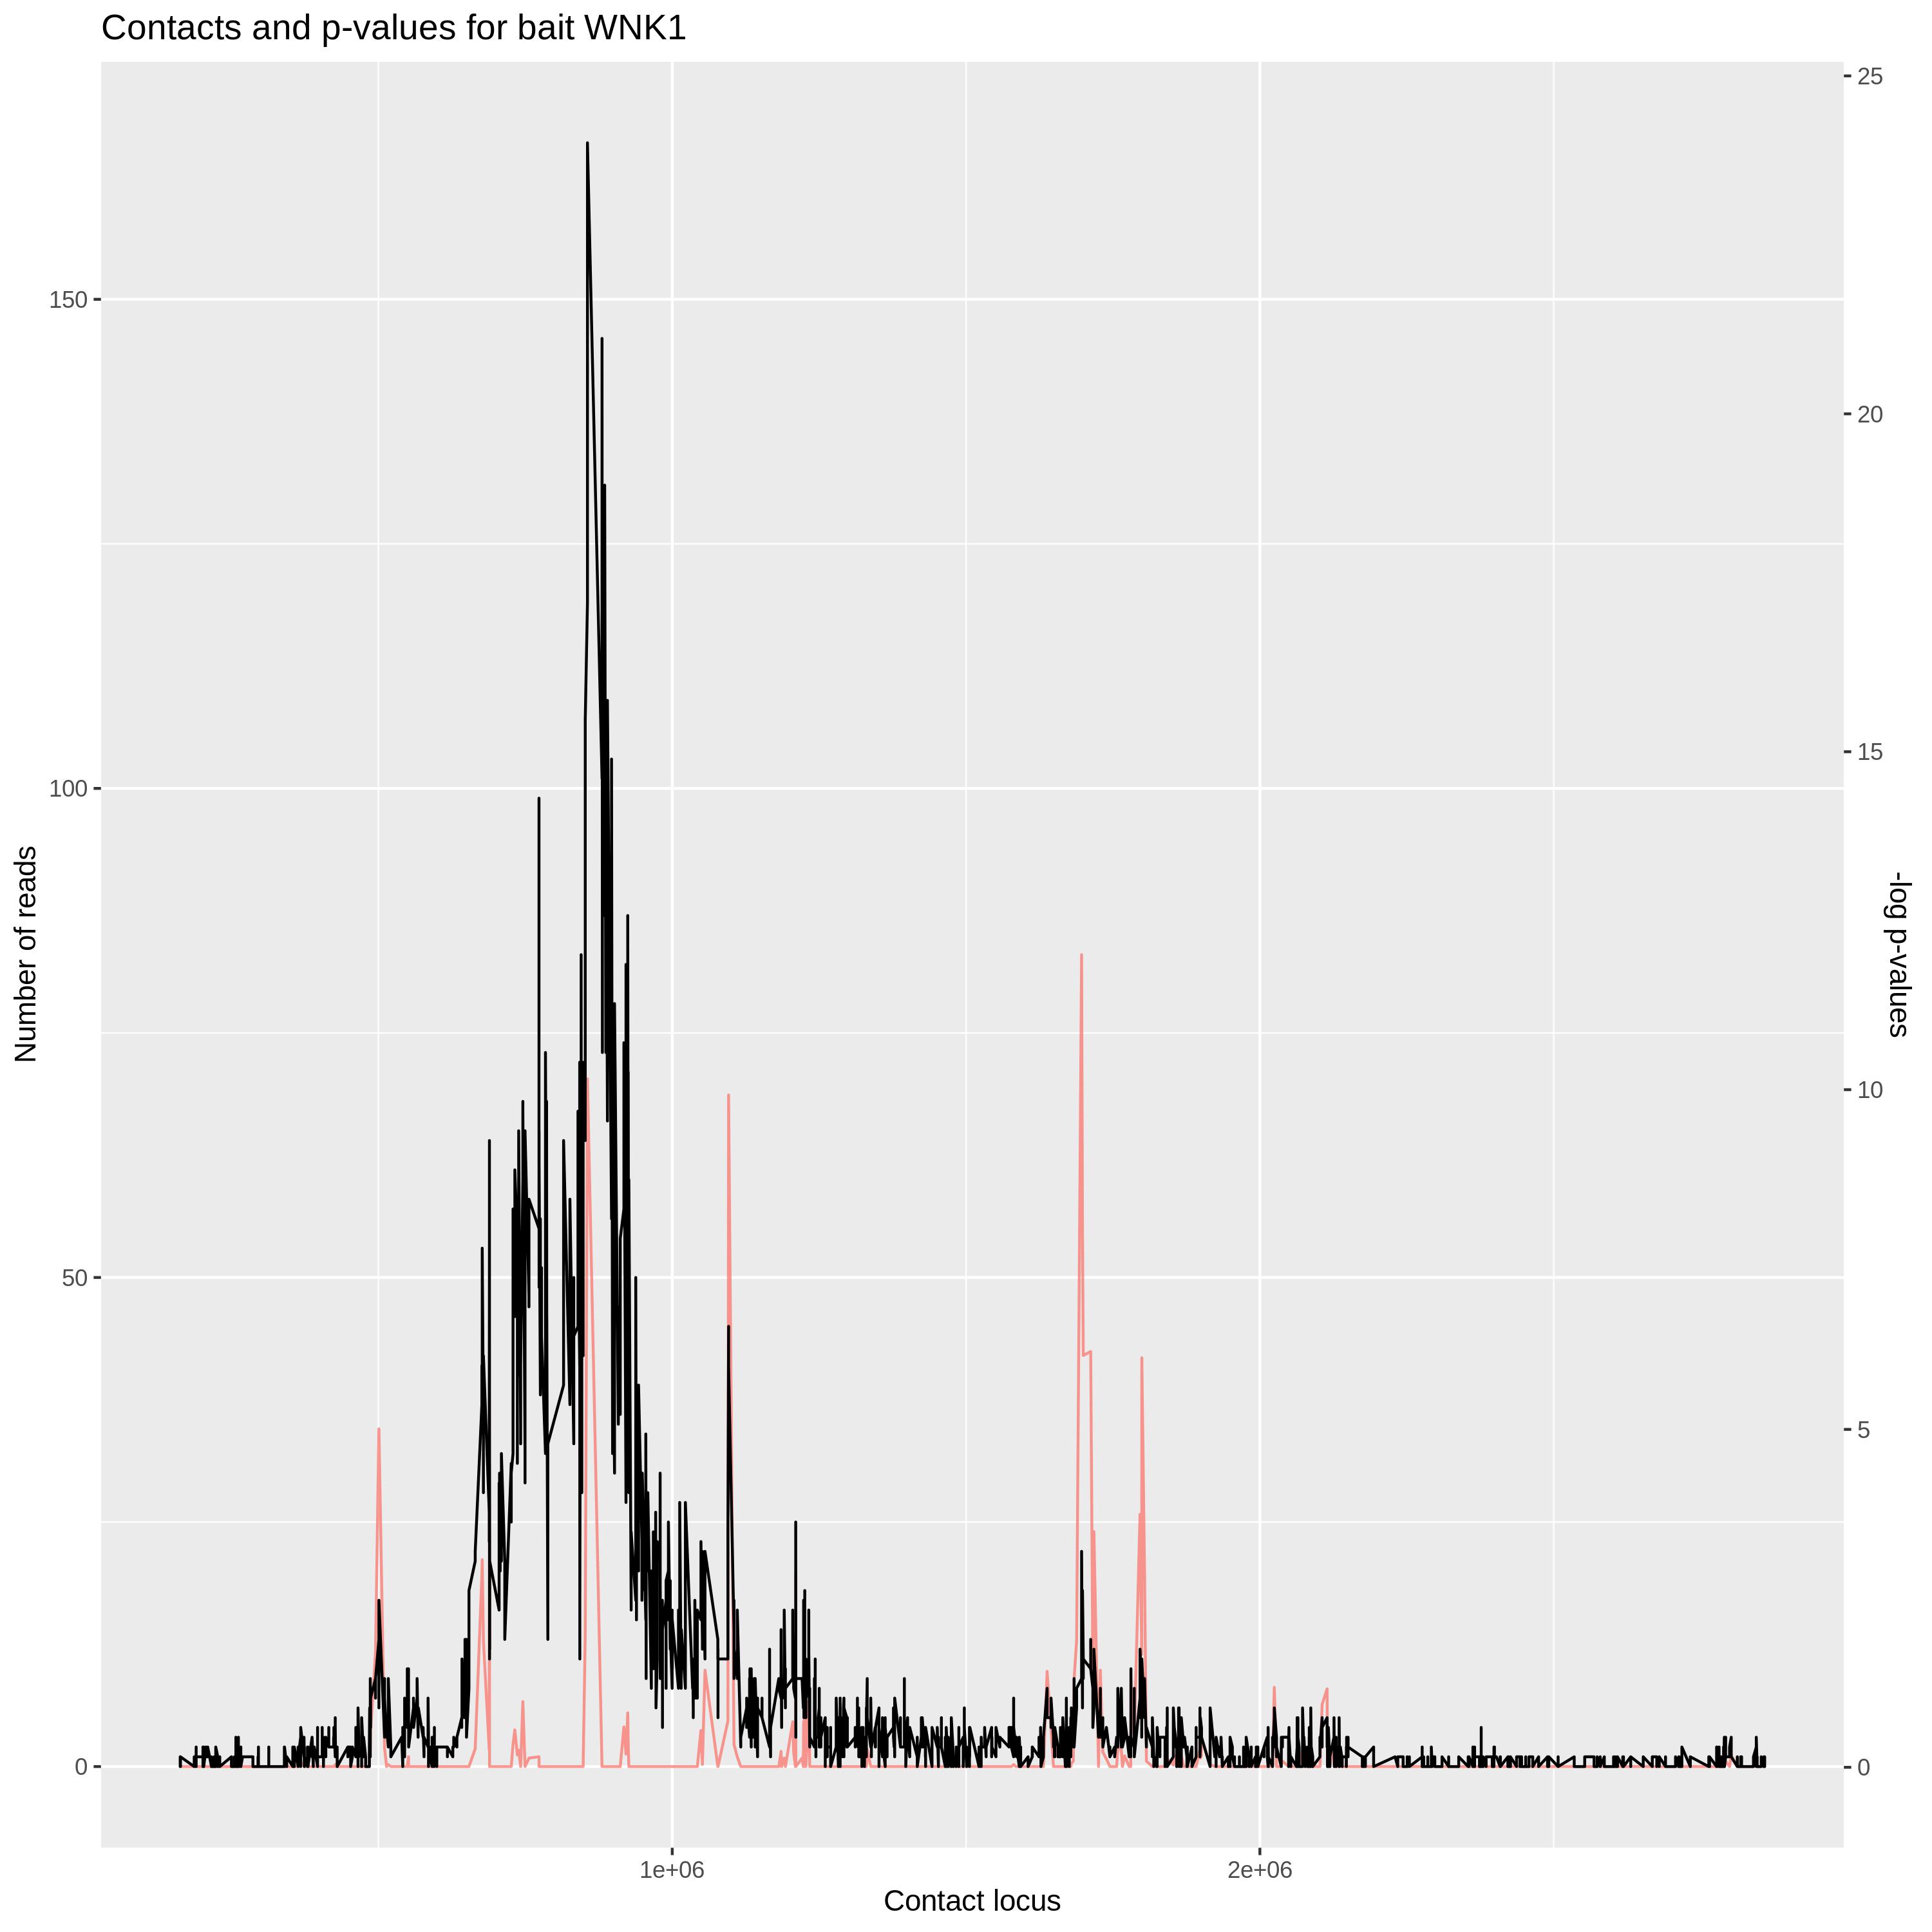 Contacts and p-values for bait WNK1
Number of reads
150
100
50
0
25
20
15
10
5
0
-log p-values
1e+06
2e+06
Contact locus